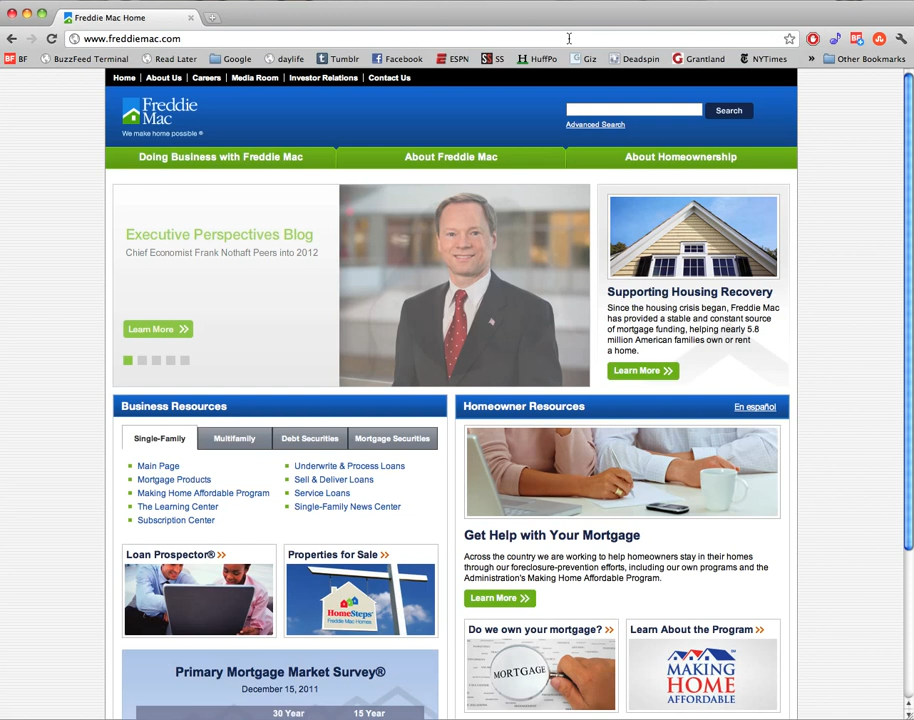 Freddie Mac Home
www.freddiemac.com
BF BuzzFeed Terminal Read Later Google daylife Tumblr Facebook ESPN SS HuffPo Giz Deadspin Grantland NYTimes » Other Bookmarks
Home | About Us | Careers | Media Room | Investor Relations | Contact Us
Freddie
Mac
We make home possible ®
Search
Advanced Search
Doing Business with Freddie Mac
About Freddie Mac
About Homeownership
Executive Perspectives Blog
Chief Economist Frank Nothaft Peers into 2012
Learn More
Supporting Housing Recovery
Since the housing crisis began, Freddie Mac
has provided a stable and constant source
of mortgage funding, helping nearly 5.8
million American families own or rent
a home.
Learn More
Business Resources
Single-Family Multifamily Debt Securities Mortgage Securities
Main Page
Mortgage Products
Making Home Affordable Program
The Learning Center
Subscription Center
Underwrite & Process Loans
Sell & Deliver Loans
Service Loans
Single-Family News Center
Loan Prospector®
Properties for Sale
HomeSteps
Freddie Mac Homes
Primary Mortgage Market Survey®
December 15, 2011
30 Year 15 Year
Homeowner Resources
En español
Get Help with Your Mortgage
Across the country we are working to help homeowners stay in their homes
through our foreclosure-prevention efforts, including our own programs and the
Administration's Making Home Affordable Program.
Learn More
Do we own your mortgage?
MORTGAGE
Learn About the Program
MAKING
HOME
AFFORDABLE